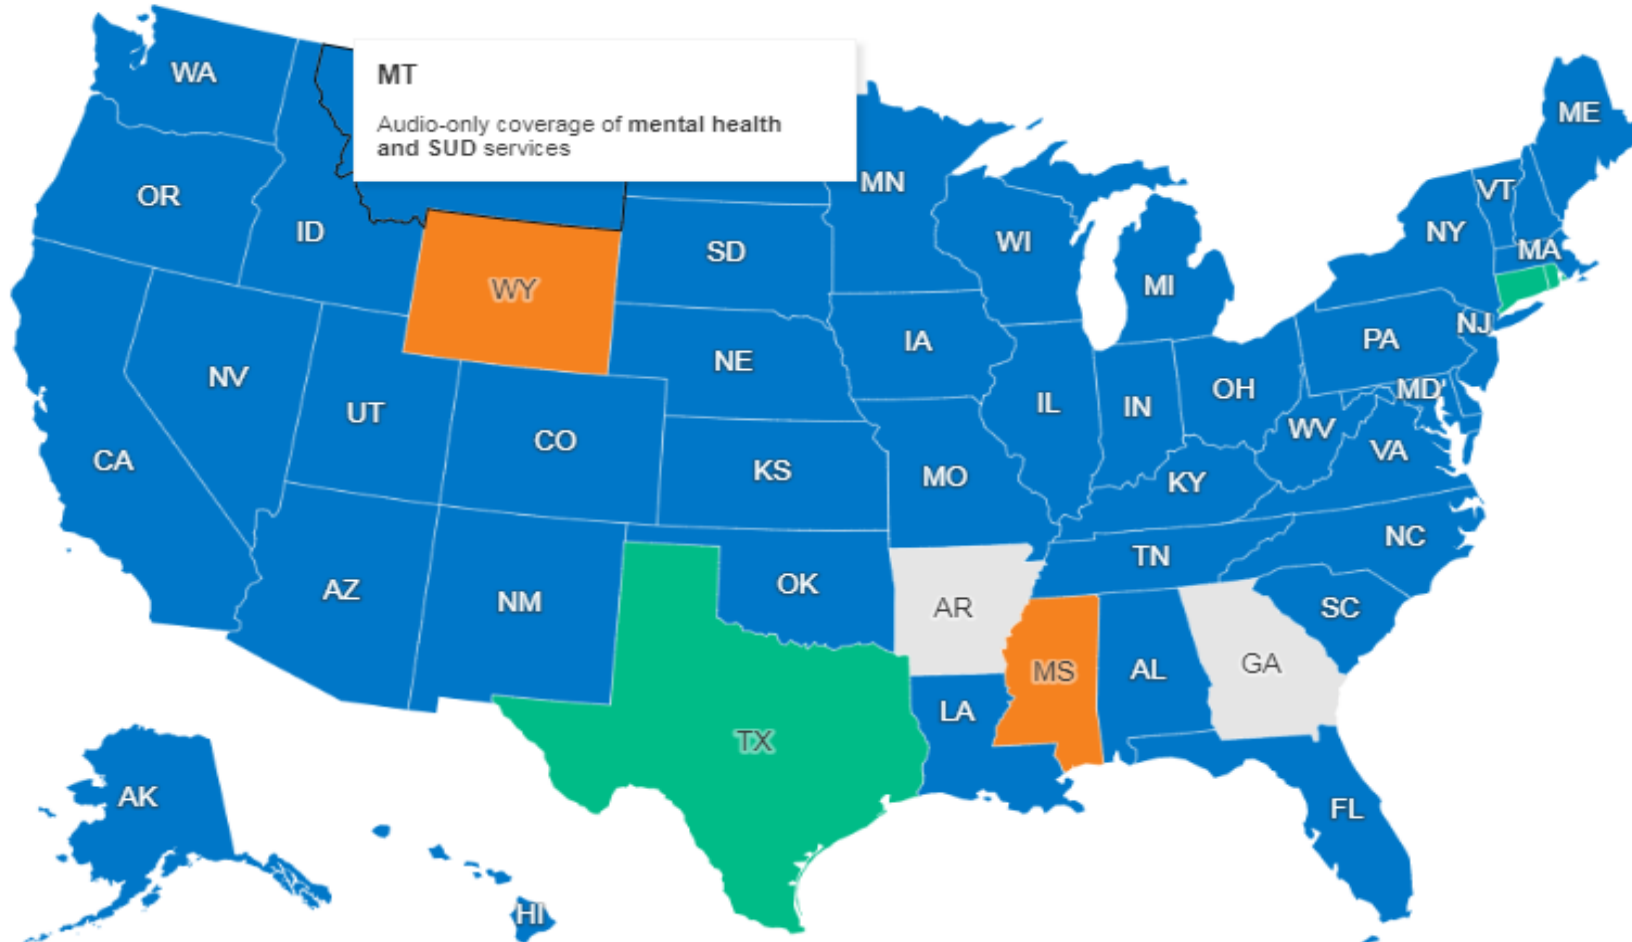 MT
Audio-only coverage of mental health
and SUD services
WA
OR
ID
MN
ME
VT
NY
MA
WI
MI
SD
WY
IA
NE
NV
UT
CO
CA
IL
IN
OH
PA
NJ
MD
WV
VA
KS
MO
KY
NC
TN
AZ
NM
OK
AR
SC
MS
AL
GA
LA
TX
AK
FL
HI